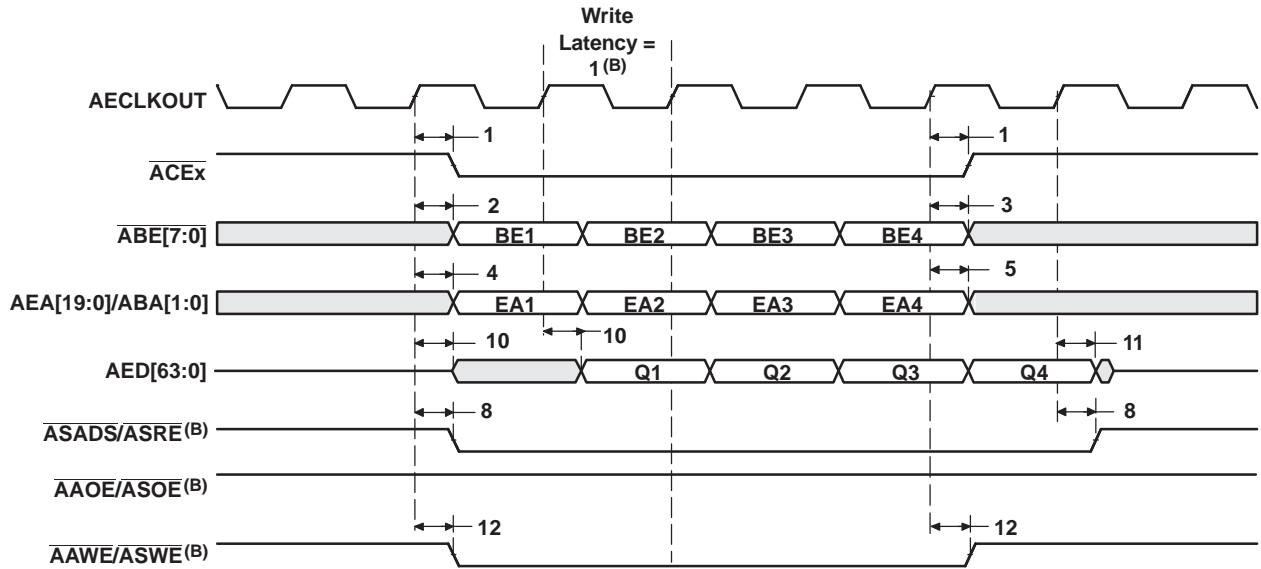 Write
Latency =
1(B)
AECLKOUT
1 1
ACEx
2 3
ABE[7:0] BE1 BE2 BE3 BE4
4 5
AEA[19:0]/ABA[1:0] EA1 EA2 EA3 EA4
10 10 11
AED[63:0] Q1 Q2 Q3 Q4
8 8
ASADS/ASRE(B)
AAOE/ASOE(B)
12 12
AAWE/ASWE(B)